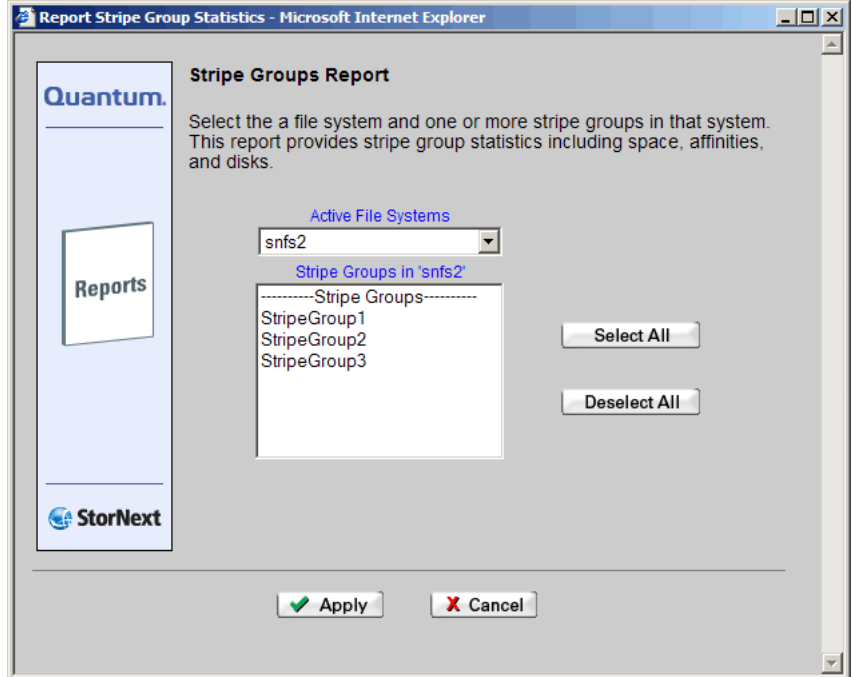 Report Stripe Group Statistics - Microsoft Internet Explorer
Quantum.
Stripe Groups Report
Select the a file system and one or more stripe groups in that system.
This report provides stripe group statistics including space, affinities,
and disks.
Active File Systems
snfs2
Stripe Groups in 'snfs2'
----------Stripe Groups----------
StripeGroup1
StripeGroup2
StripeGroup3
Select All
Deselect All
Reports
StorNext
Apply
X Cancel